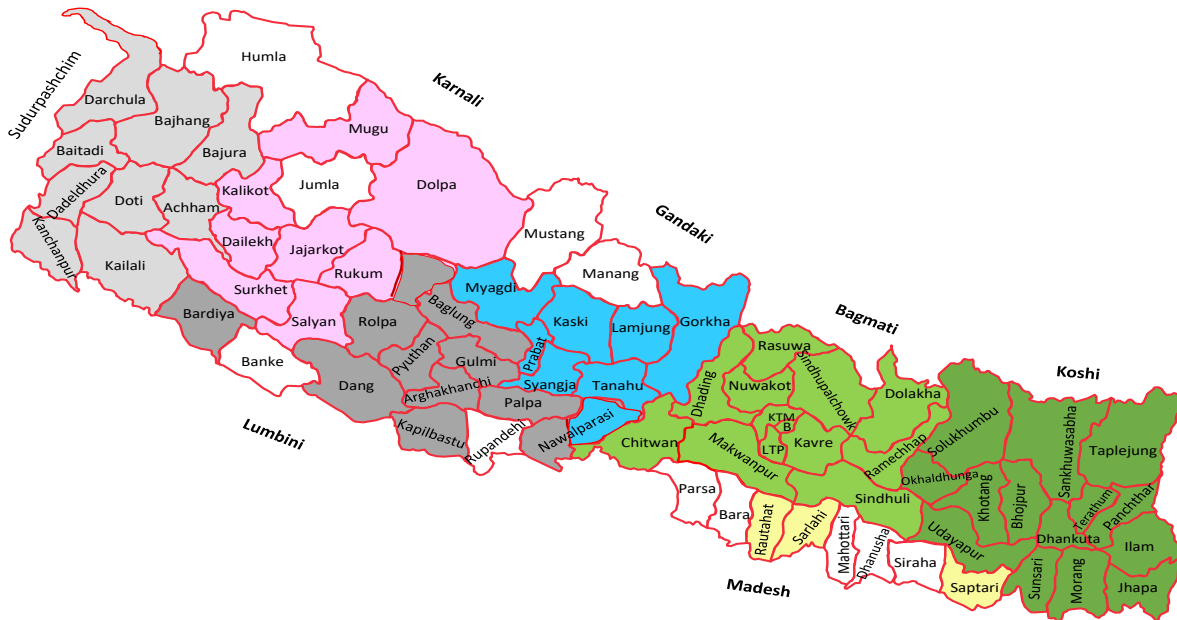 Humla
Karnali
Sudurpashchim
Darchula
Bajhang
Mugu
Baitadi
Bajura
Dadeldhura
Doti
Achham
Kalikot
Jumla
Dolpa
Mustang
Gandaki
Kanchanpur
Kailali
Dailekh
Jajarkot
Rukum
Manang
Surkhet
Myagdi
Bardiya
Salyan
Rolpa
Baglung
Kaski
Lamjung
Gorkha
Bagmati
Banke
Pyuthan
Gulmi
Prabat
Rasuwa
Sindhupalchowk
Dang
Arghakhanchi
Syangja
Tanahu
Dhading
Nuwakot
Dolakha
Koshi
Palpa
KTM
B
LTP
Kavre
Ramechhap
Solukhumbu
Sankhuwasabha
Taplejung
Lumbini
Kapilbastu
Rupandehi
Nawalparasi
Chitwan
Makwanpur
Okhaldhunga
Khotang
Bhojpur
Terathum
Panchthar
Parsa
Bara
Rautahat
Sarlahi
Mahottari
Dhanusha
Sindhuli
Siraha
Udayapur
Dhankuta
Ilam
Madesh
Saptari
Sunsari
Morang
Jhapa